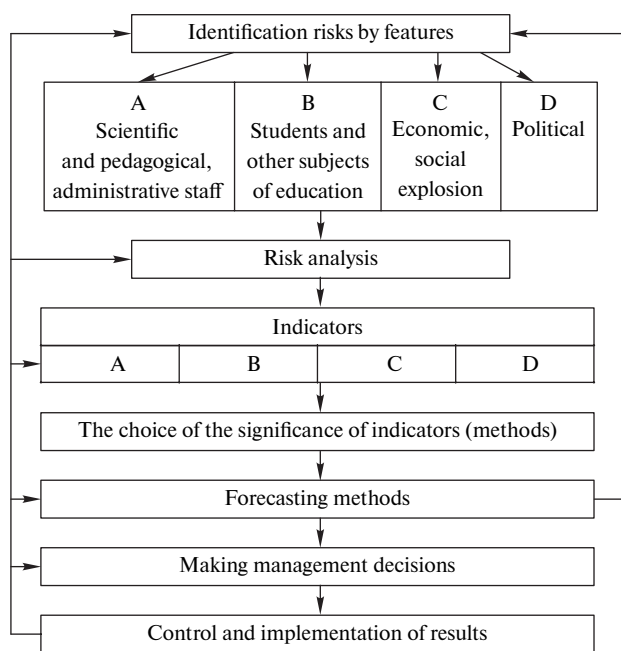 Identification risks by features
A
Scientific
and pedagogical,
administrative staff
B
Students and
other subjects
of education
C
Economic,
social
explosion
D
Political
Risk analysis
Indicators
A B C D
The choice of the significance of indicators (methods)
Forecasting methods
Making management decisions
Control and implementation of results